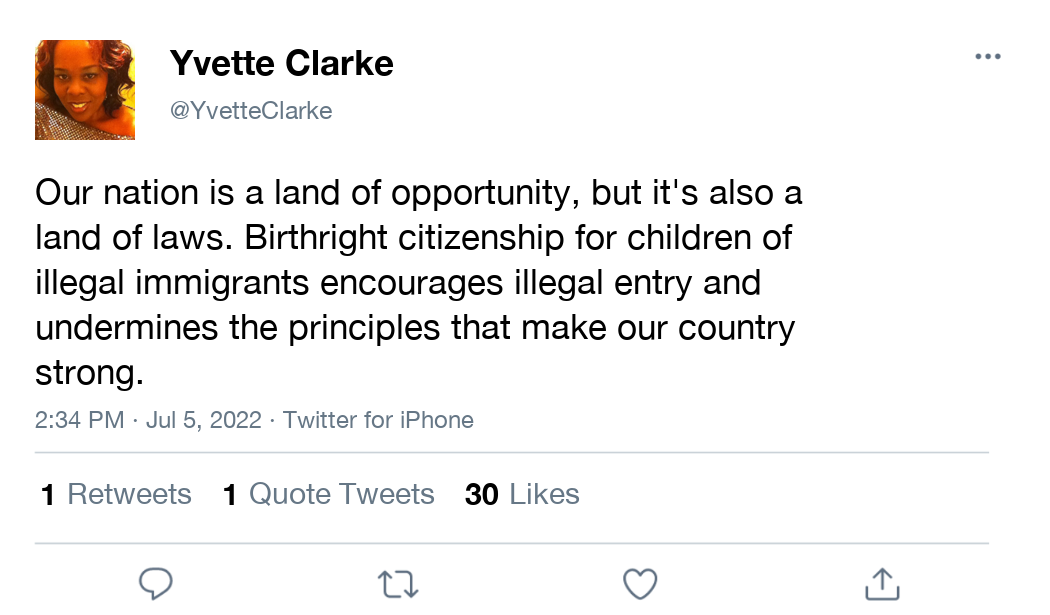 Yvette Clarke
@YvetteClarke
Our nation is a land of opportunity, but it's also a
land of laws. Birthright citizenship for children of
illegal immigrants encourages illegal entry and
undermines the principles that make our country
strong.
2:34 PM · Jul 5, 2022 · Twitter for iPhone
1 Retweets 1 Quote Tweets 30 Likes